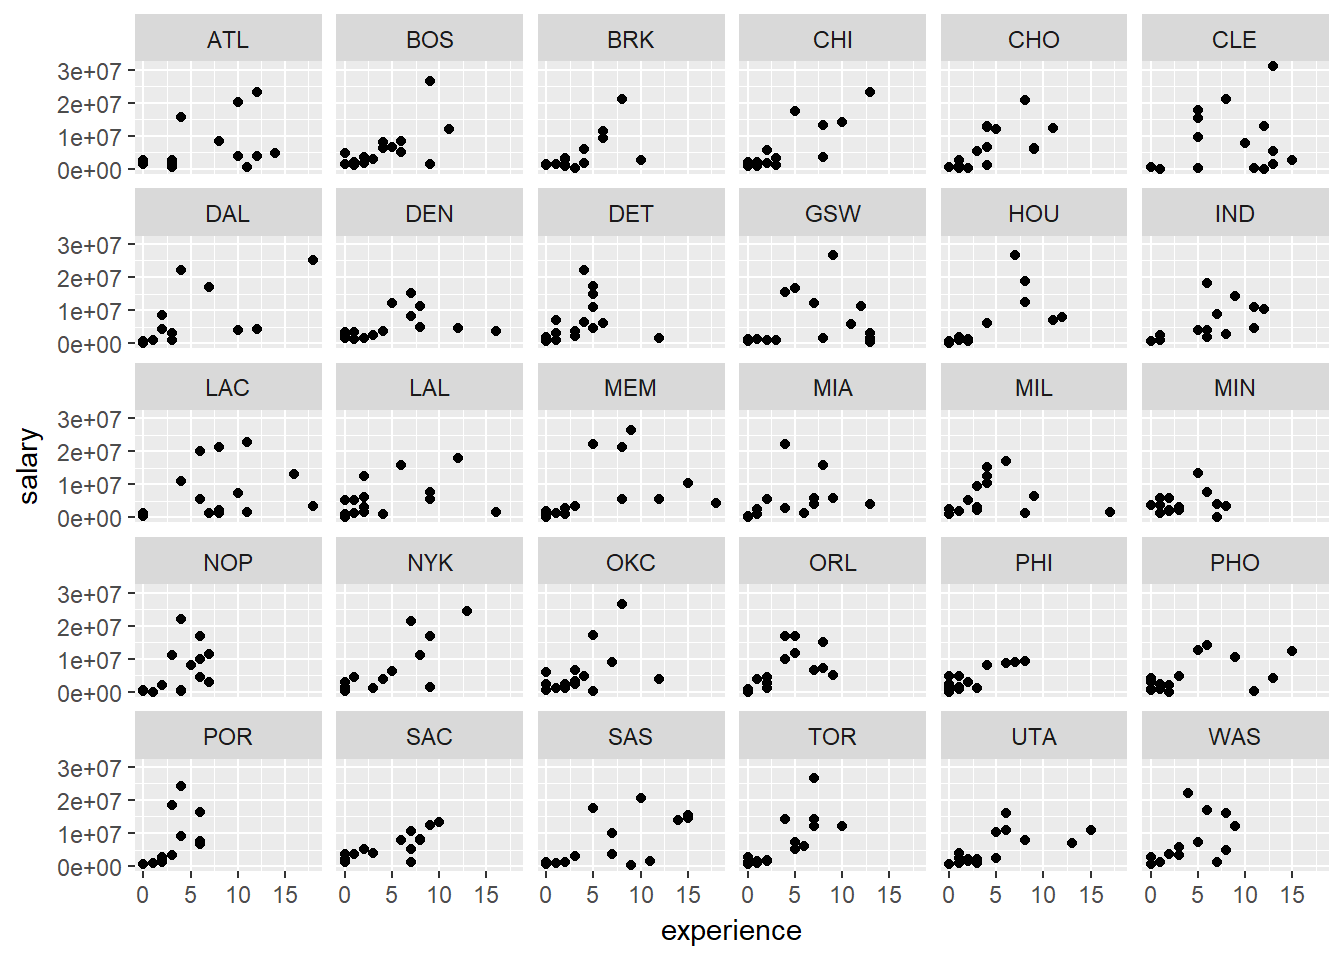 ATL BOS BRK CHI CHO CLE
3e+07
2e+07
1e+07
0e+00
DAL DEN DET GSW HOU IND
3e+07
2e+07
1e+07
0e+00
LAC LAL MEM MIA MIL MIN
3e+07
2e+07
1e+07
0e+00
salary
NOP NYK OKC ORL PHI PHO
3e+07
2e+07
1e+07
0e+00
POR SAC SAS TOR UTA WAS
3e+07
2e+07
1e+07
0e+00
0 5 10 15 0 5 10 15 0 5 10 15 0 5 10 15 0 5 10 15 0 5 10 15
experience